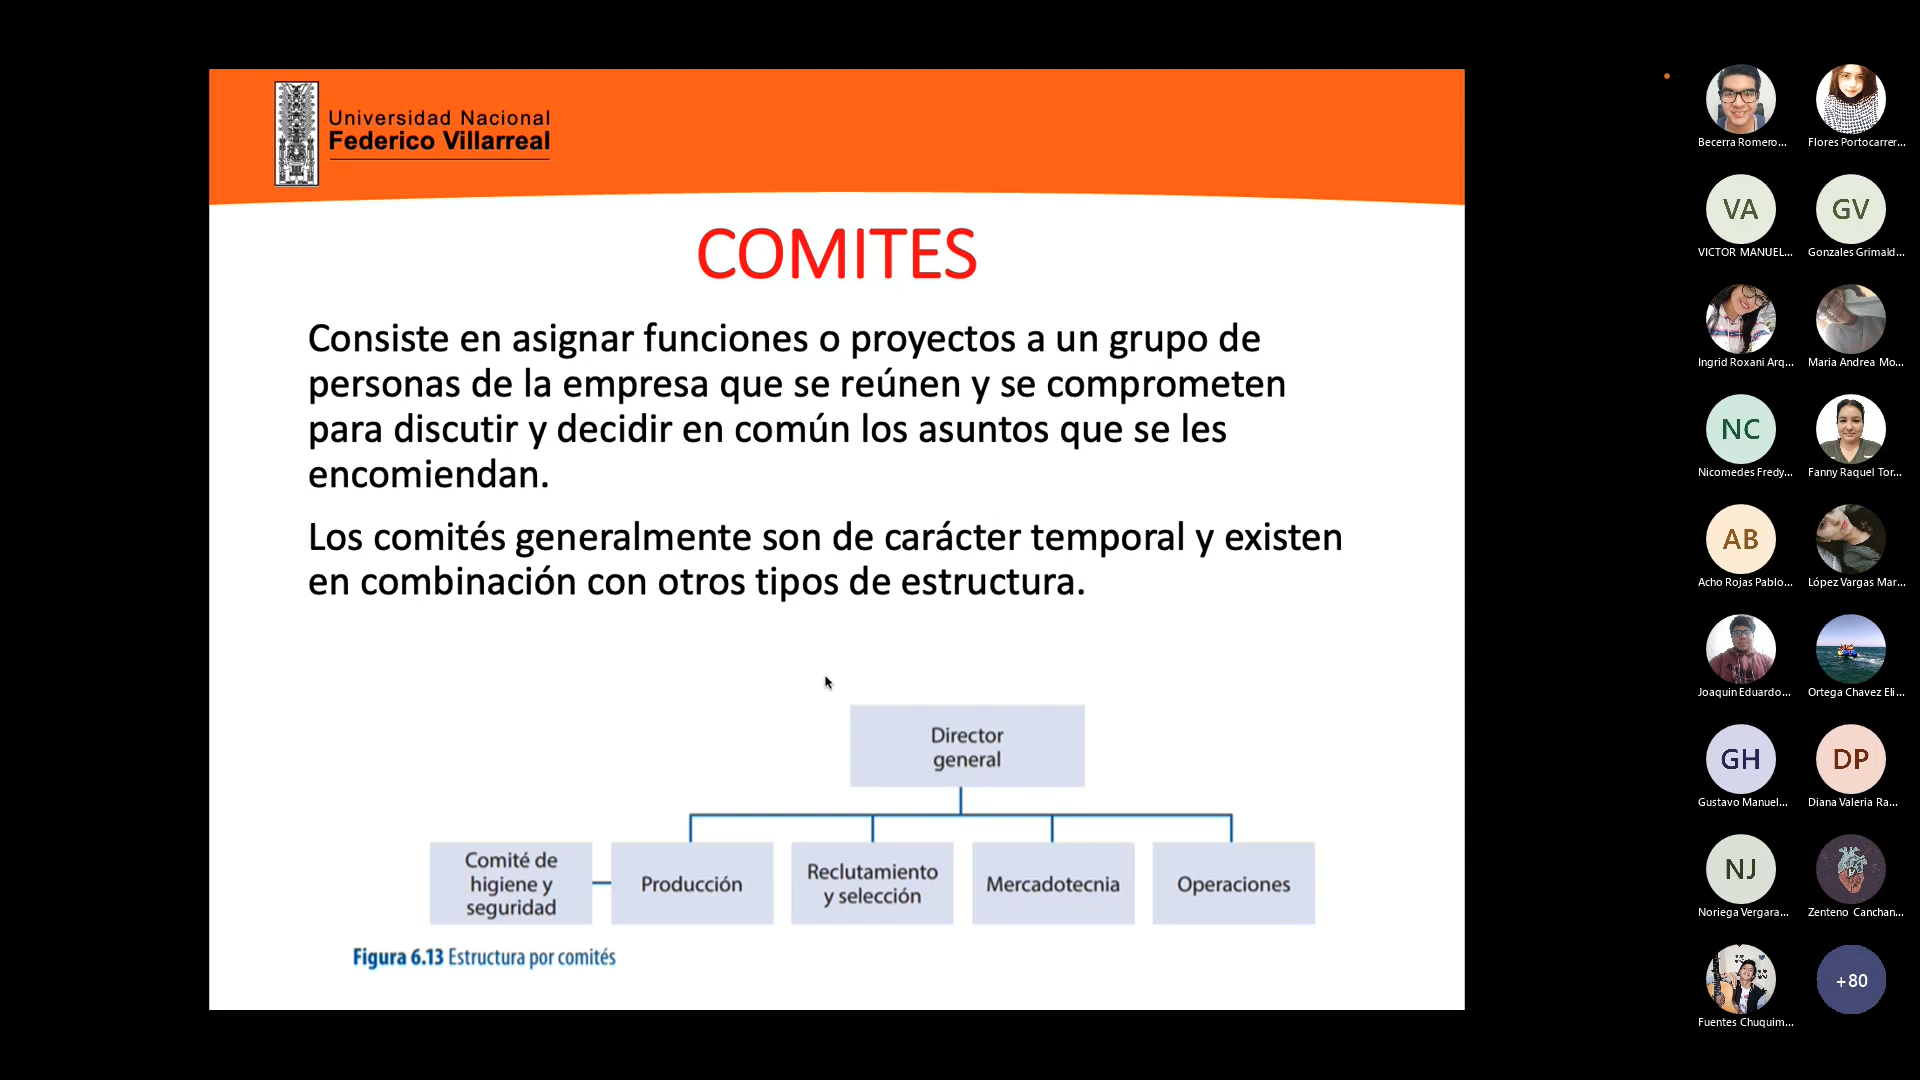 Universidad Nacional
Federico Villarreal
COMITES
Consiste en asignar funciones o proyectos a un grupo de
personas de la empresa que se reúnen y se comprometen
para discutir y decidir en común los asuntos que se les
encomiendan.
Los comités generalmente son de carácter temporal y existen
en combinación con otros tipos de estructura.
Director
general
Comité de
higiene y
seguridad
Producción
Reclutamiento
y selección
Mercadotecnia
Operaciones
Figura 6.13 Estructura por comités
Becerra Romero...
Flores Portocarrer...
VA
VICTOR MANUEL...
GV
Gonzales Grimald...
Ingrid Roxani Arq...
Maria Andrea Mo...
NC
Nicomedes Fredy...
Fanny Raquel Tor...
AB
Acho Rojas Pablo...
López Vargas Mar...
Joaquin Eduardo...
Ortega Chavez Eli...
GH
Gustavo Manuel...
DP
Diana Valeria Ra...
NJ
Noriega Vergara...
Zenteno Canchan...
Fuentes Chuquim...
+80